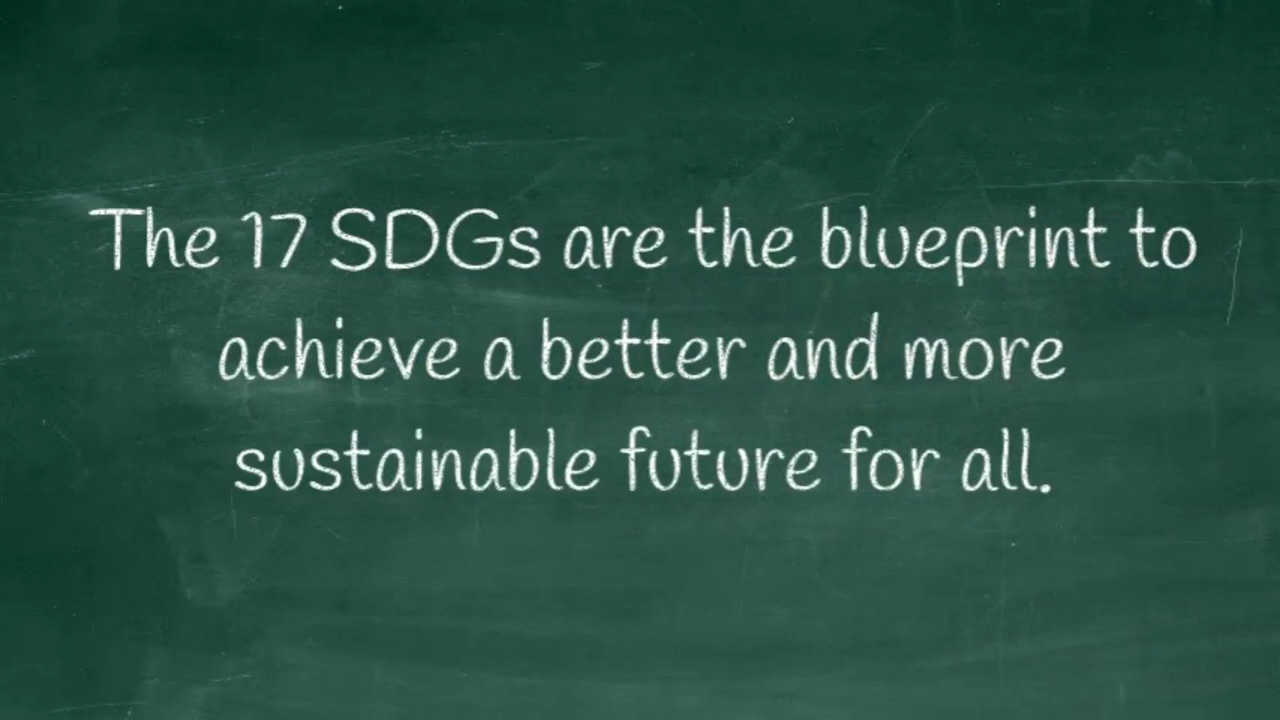 The 17 SDGs are the blueprint to
achieve a better and more
sustainable future for all.